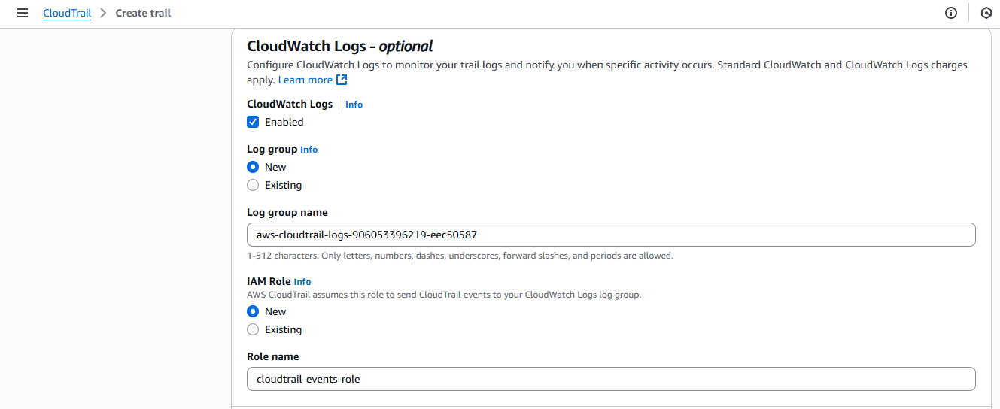 CloudTrail > Create trail
CloudWatch Logs - optional
Configure CloudWatch Logs to monitor your trail logs and notify you when specific activity occurs. Standard CloudWatch and CloudWatch Logs charges
apply. Learn more
CloudWatch Logs | Info
Enabled
Log group Info
New
Existing
Log group name
aws-cloudtrail-logs-906053396219-eec50587
1-512 characters. Only letters, numbers, dashes, underscores, forward slashes, and periods are allowed.
IAM Role Info
AWS CloudTrail assumes this role to send CloudTrail events to your CloudWatch Logs log group.
New
Existing
Role name
cloudtrail-events-role